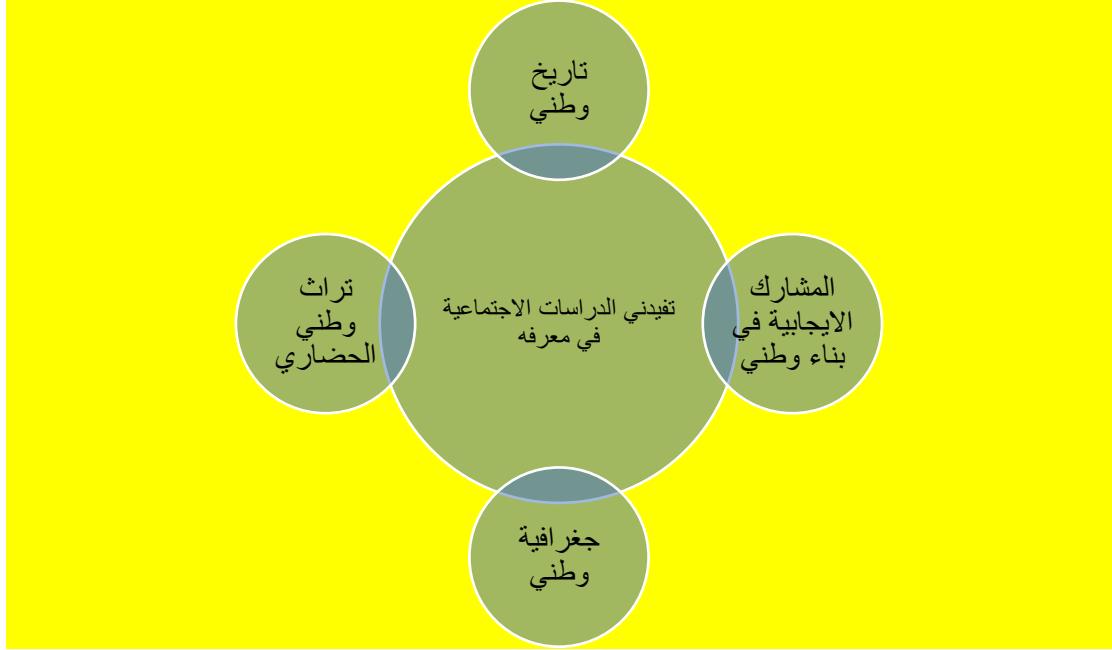 تاريخ
وطني
تفيدني الدراسات الاجتماعية
في معرفه
المشارك
الايجابية في
بناء وطني
تراث
وطني
الحضاري
جغرافية
وطني